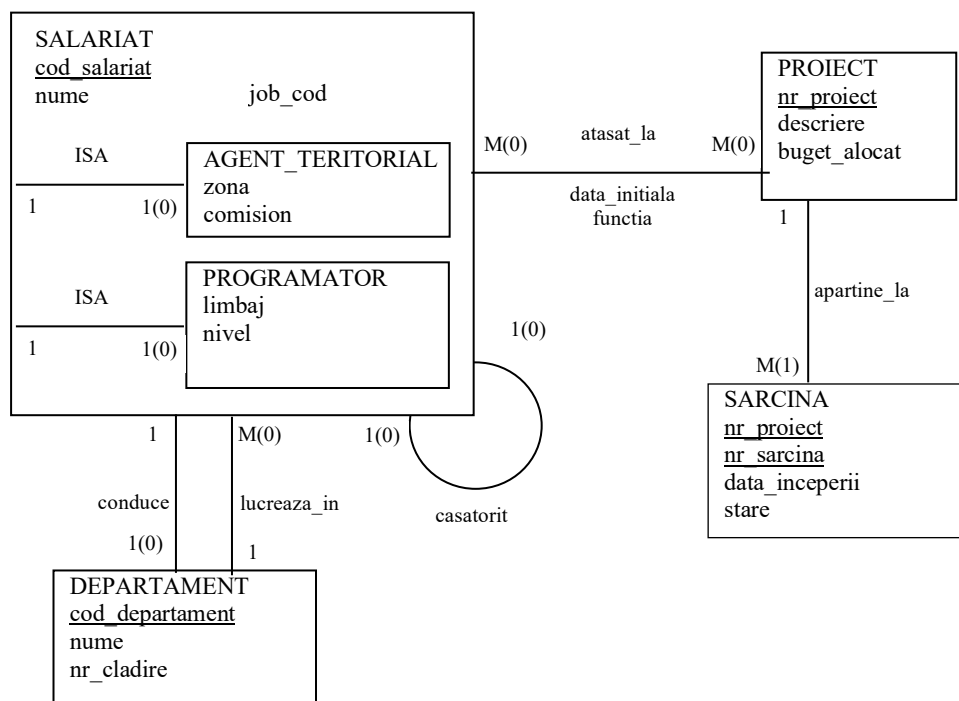 SALARIAT
cod_salariat
nume
job_cod
ISA
1
1(0)
AGENT_TERITORIAL
zona
comision
ISA
1
1(0)
PROGRAMATOR
limbaj
nivel
M(0)
atasat_la
M(0)
data_initiala
functia
PROIECT
nr_proiect
descriere
buget_alocat
1
apartine_la
M(1)
SARCINA
nr_proiect
nr_sarcina
data_inceperii
stare
1(0)
1(0)
casatorit
1
M(0)
conduce
lucreaza_in
1(0)
1
DEPARTAMENT
cod_departament
nume
nr_cladire